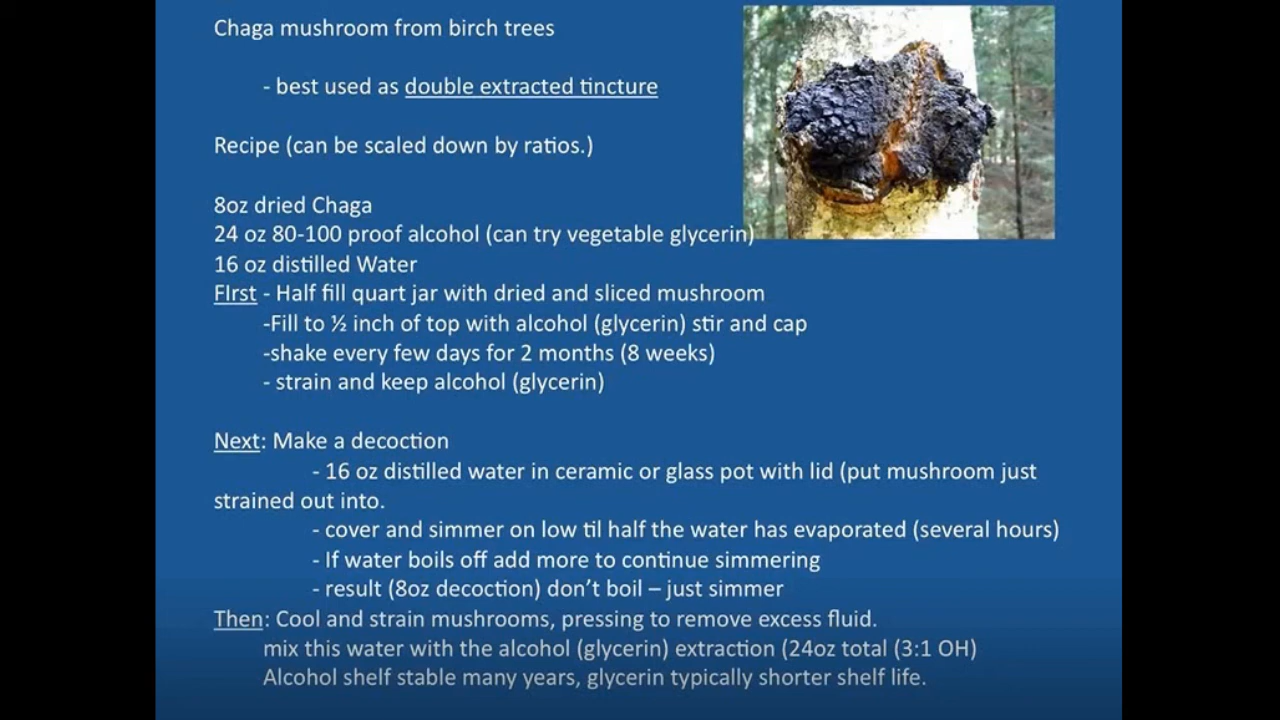 Chaga mushroom from birch trees
- best used as double extracted tincture
Recipe (can be scaled down by ratios.)
8oz dried Chaga
24 oz 80-100 proof alcohol (can try vegetable glycerin)
16 oz distilled Water
FIrst - Half fill quart jar with dried and sliced mushroom
-Fill to ½ inch of top with alcohol (glycerin) stir and cap
-shake every few days for 2 months (8 weeks)
- strain and keep alcohol (glycerin)
Next: Make a decoction
- 16 oz distilled water in ceramic or glass pot with lid (put mushroom just
strained out into.
- cover and simmer on low til half the water has evaporated (several hours)
- If water boils off add more to continue simmering
- result (8oz decoction) don’t boil – just simmer
Then: Cool and strain mushrooms, pressing to remove excess fluid.
mix this water with the alcohol (glycerin) extraction (24oz total (3:1 OH)
Alcohol shelf stable many years, glycerin typically shorter shelf life.